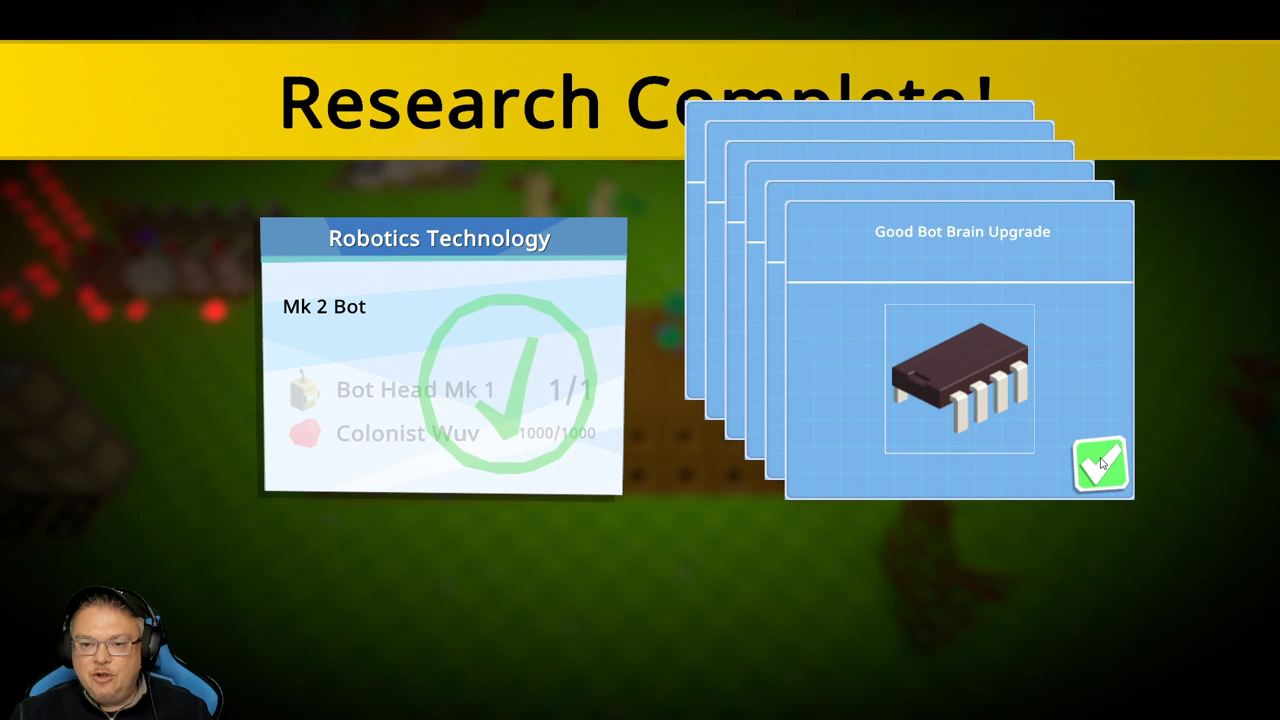 Research Complete!
Robotics Technology
Mk 2 Bot
Bot Head Mk 1 1/1
Colonist Wuv 1000/1000
Good Bot Brain Upgrade